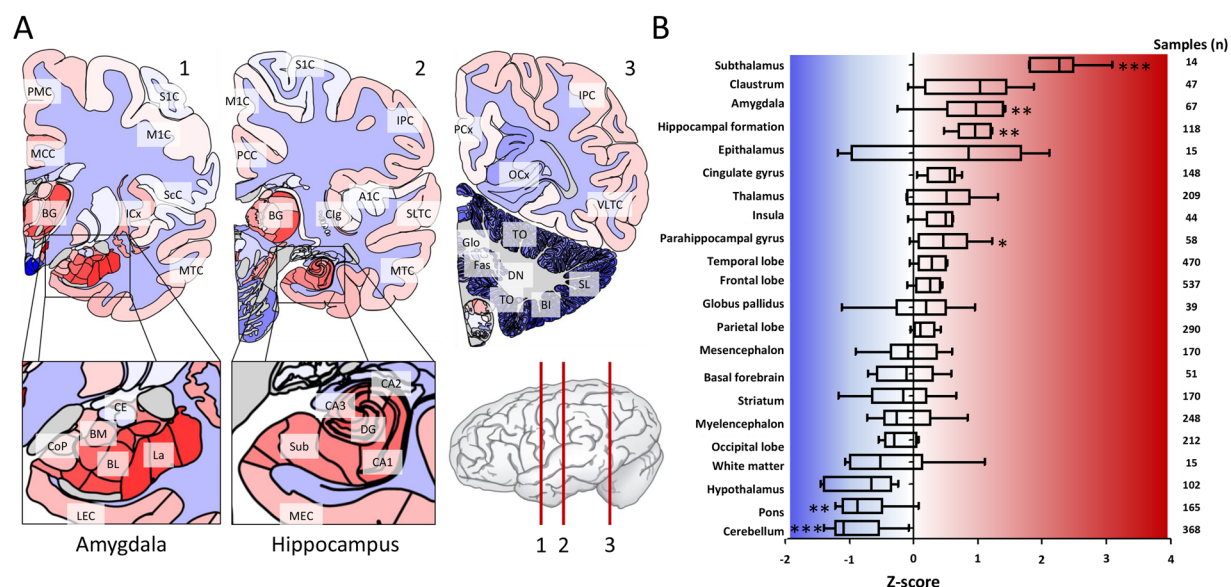 A
1
PMC
S1C
M1C
MCC
ScC
BG
ICx
MTC
2
S1C
M1C
IPC
PCC
A1C
BG
Clg
SLTC
MTC
3
IPC
PCx
OCx
VLTC
TO
Glo
Fas
DN
SL
TO
BI
CE
CoP
BM
BL
La
LEC
Amygdala
CA2
CA3
DG
Sub
CA1
MEC
Hippocampus
1 2 3
B
Samples (n)
Subthalamus *** 14
Claustrum 47
Amygdala ** 67
Hippocampal formation ** 118
Epithalamus 15
Cingulate gyrus 148
Thalamus 209
Insula 44
Parahippocampal gyrus * 58
Temporal lobe 470
Frontal lobe 537
Globus pallidus 39
Parietal lobe 290
Mesencephalon 170
Basal forebrain 51
Striatum 170
Myelencephalon 248
Occipital lobe 212
White matter 15
Hypothalamus 102
Pons ** 165
Cerebellum *** 368
-2 -1 0 1 2 3 4
Z-score